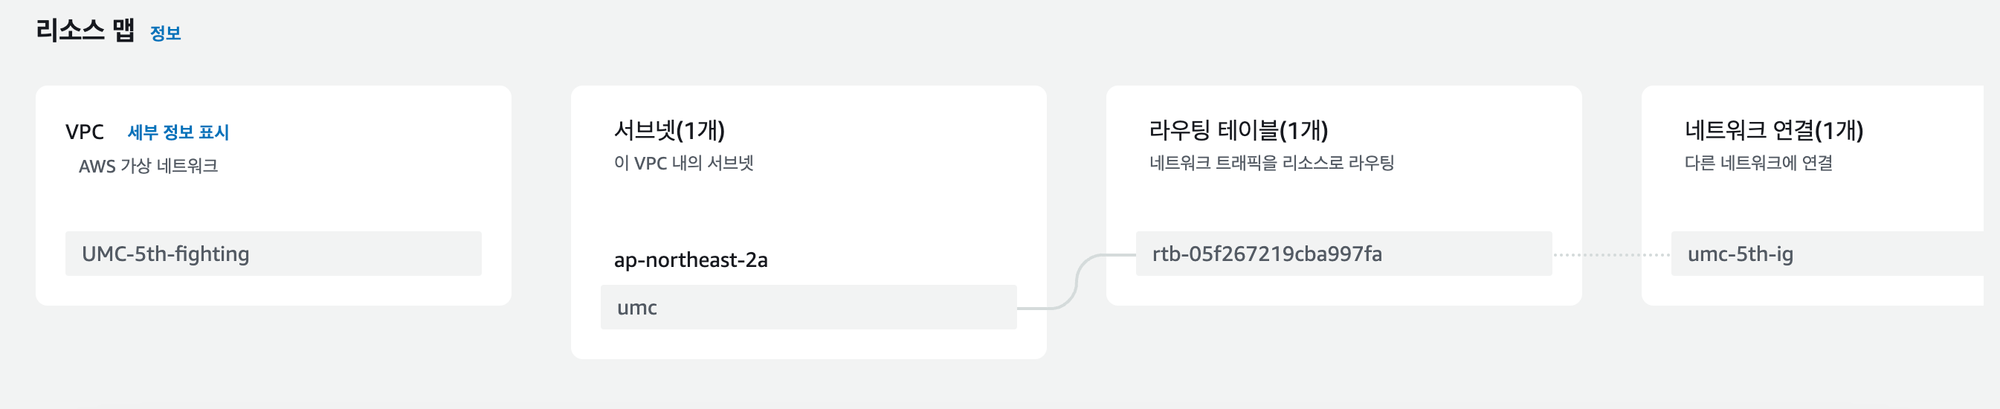 리소스 맵 정보
VPC 세부 정보 표시
AWS 가상 네트워크
UMC-5th-fighting
서브넷(1개)
이 VPC 내의 서브넷
ap-northeast-2a
umc
라우팅 테이블(1개)
네트워크 트래픽을 리소스로 라우팅
rtb-05f267219cba997fa
네트워크 연결(1개)
다른 네트워크에 연결
umc-5th-ig